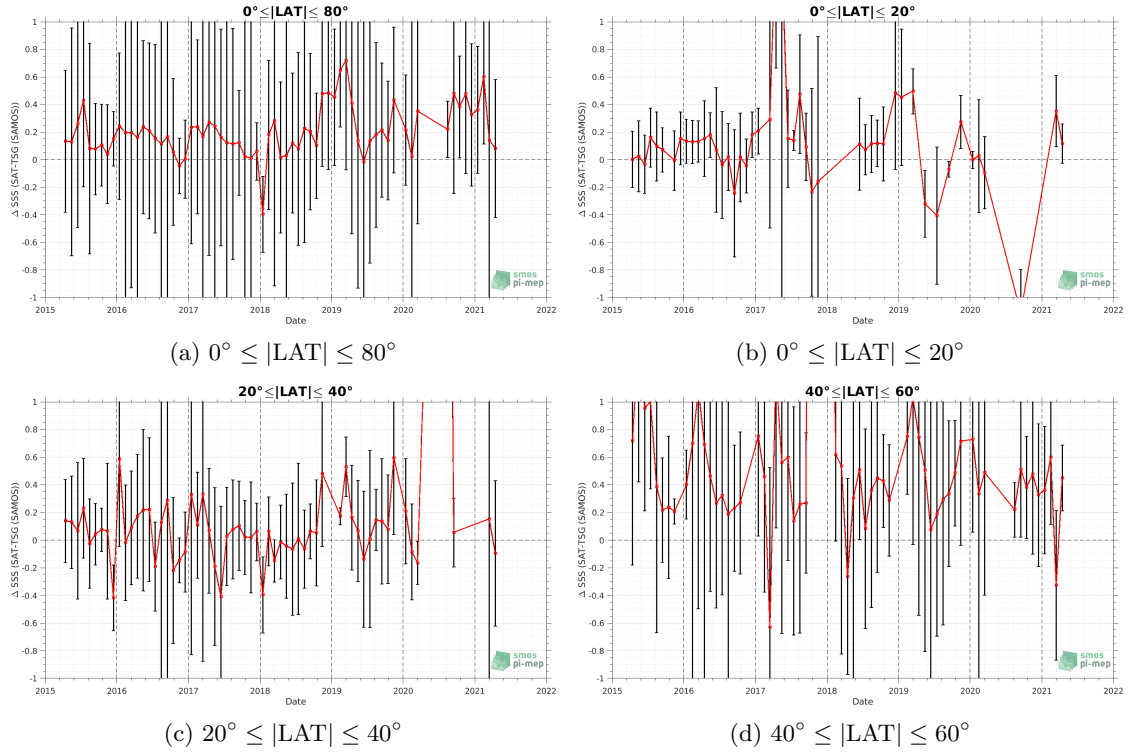 0°≤|LAT|≤ 80°
Δ SSS (SAT-TSG (SAMOS))
1
0.8
0.6
0.4
0.2
0
-0.2
-0.4
-0.6
-0.8
-1
2015 2016 2017 2018 2019 2020 2021 2022
Date
smos
pi-mep
(a) 0° ≤ |LAT| ≤ 80°
0°≤|LAT|≤ 20°
Δ SSS (SAT-TSG (SAMOS))
1
0.8
0.6
0.4
0.2
0
-0.2
-0.4
-0.6
-0.8
-1
2015 2016 2017 2018 2019 2020 2021 2022
Date
smos
pi-mep
(b) 0° ≤ |LAT| ≤ 20°
20°≤|LAT|≤ 40°
Δ SSS (SAT-TSG (SAMOS))
1
0.8
0.6
0.4
0.2
0
-0.2
-0.4
-0.6
-0.8
-1
2015 2016 2017 2018 2019 2020 2021 2022
Date
smos
pi-mep
(c) 20° ≤ |LAT| ≤ 40°
40°≤|LAT|≤ 60°
Δ SSS (SAT-TSG (SAMOS))
1
0.8
0.6
0.4
0.2
0
-0.2
-0.4
-0.6
-0.8
-1
2015 2016 2017 2018 2019 2020 2021 2022
Date
smos
pi-mep
(d) 40° ≤ |LAT| ≤ 60°